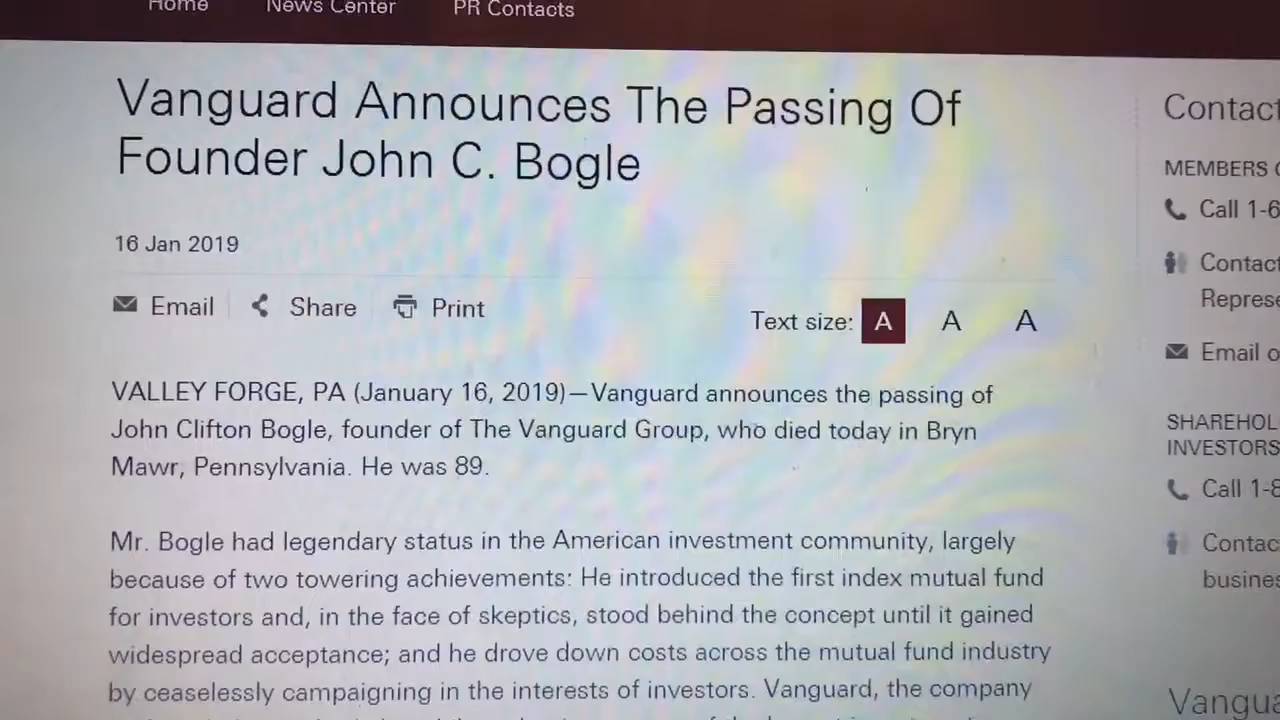 Home News Center PR Contacts
Vanguard Announces The Passing Of
Founder John C. Bogle
16 Jan 2019
Email Share Print
Text size: A A A
VALLEY FORGE, PA (January 16, 2019)—Vanguard announces the passing of
John Clifton Bogle, founder of The Vanguard Group, who died today in Bryn
Mawr, Pennsylvania. He was 89.
Mr. Bogle had legendary status in the American investment community, largely
because of two towering achievements: He introduced the first index mutual fund
for investors and, in the face of skeptics, stood behind the concept until it gained
widespread acceptance; and he drove down costs across the mutual fund industry
by ceaselessly campaigning in the interests of investors. Vanguard, the company
Contact
MEMBERS
Call 1-6
Contact
Represe
Email o
SHAREHOL
INVESTORS
Call 1-8
Contac
busines
Vangua